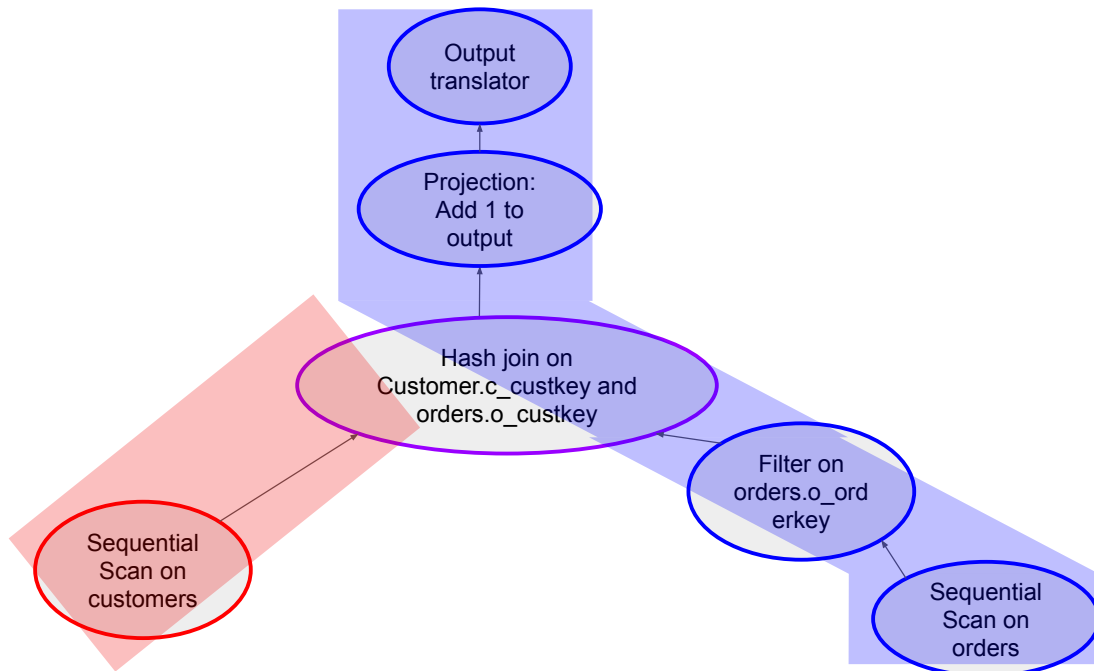 Output
translator
Projection:
Add 1 to
output
Hash join on
Customer.c_custkey and
orders.o_custkey
Filter on
orders.o_ord
erkey
Sequential
Scan on
customers
Sequential
Scan on
orders